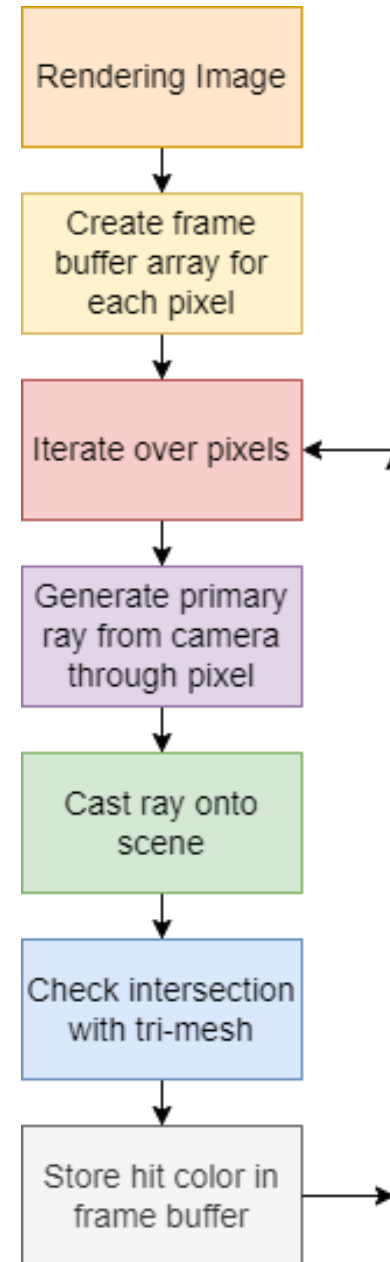 Rendering Image
Create frame
buffer array for
each pixel
Iterate over pixels
Generate primary
ray from camera
through pixel
Cast ray onto
scene
Check intersection
with tri-mesh
Store hit color in
frame buffer